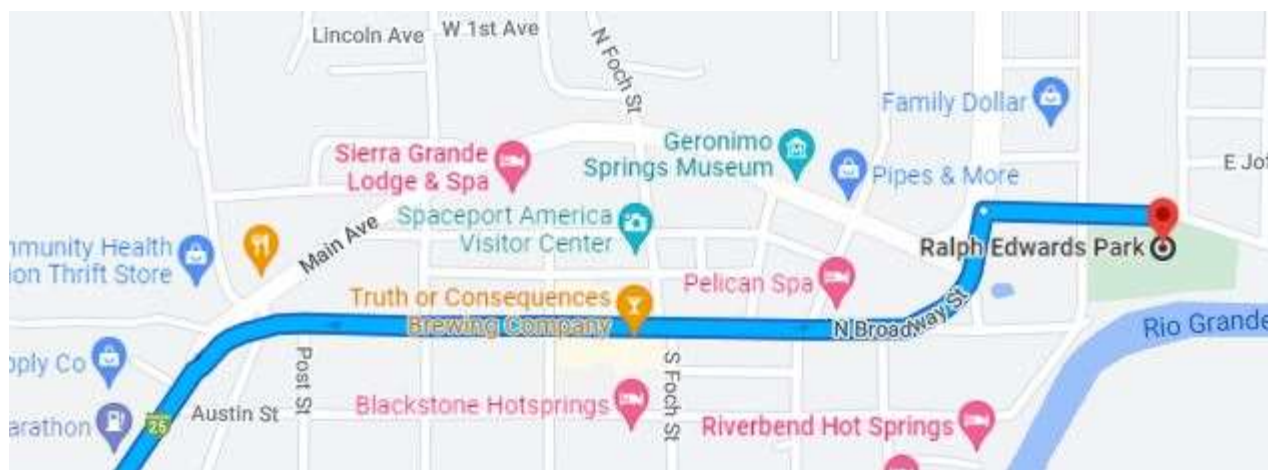 Lincoln Ave
W 1st Ave
N Foch St
Family Dollar
Geronimo
Springs Museum
Pipes & More
E Jof
Sierra Grande
Lodge & Spa
Spaceport America
Visitor Center
Main Ave
mmunity Health
ion Thrift Store
Ralph Edwards Park
Pelican Spa
Truth or Consequences
Brewing Company
N Broadway St
Rio Grande
pply Co
Post St
S Foch St
Austin St
Blackstone Hotsprings
Riverbend Hot Springs
arathon
25